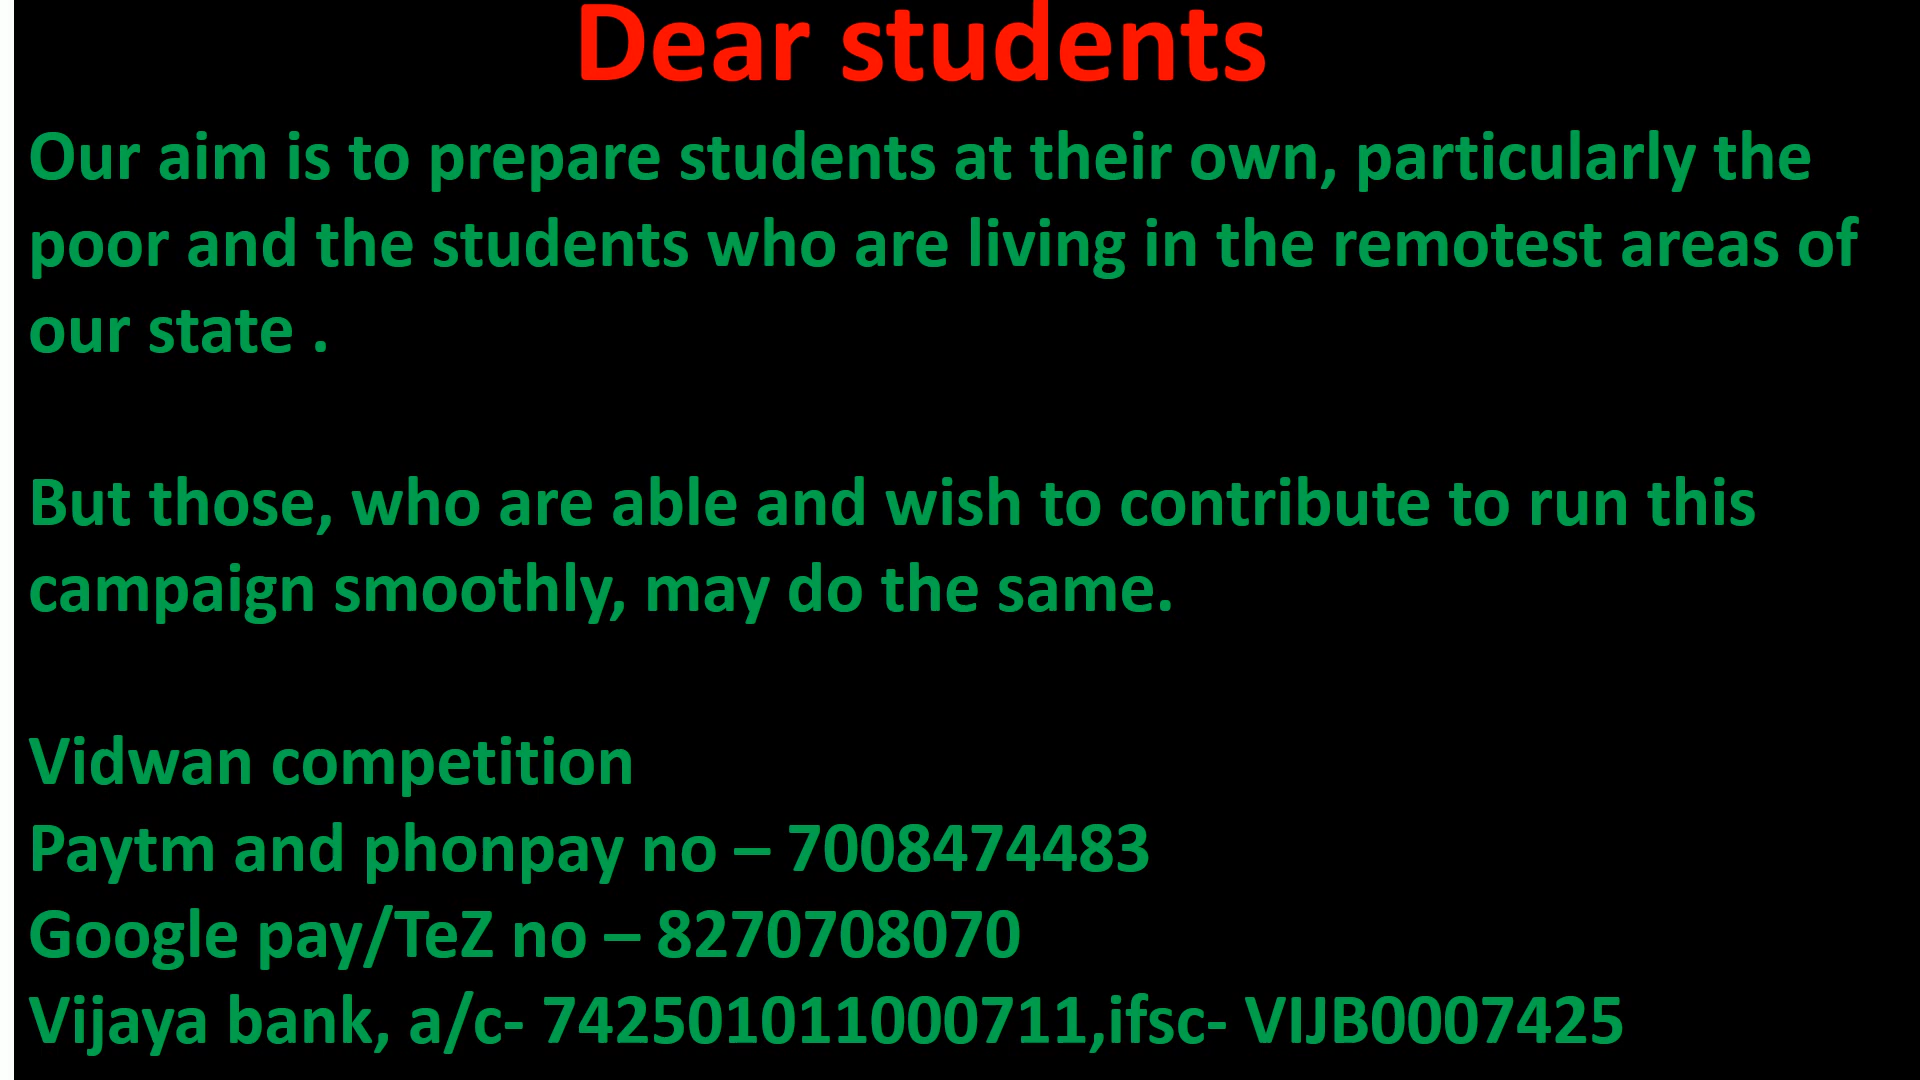 Dear students
Our aim is to prepare students at their own, particularly the
poor and the students who are living in the remotest areas of
our state .
But those, who are able and wish to contribute to run this
campaign smoothly, may do the same.
Vidwan competition
Paytm and phonpay no – 7008474483
Google pay/TeZ no – 8270708070
Vijaya bank, a/c- 742501011000711,ifsc- VIJB0007425